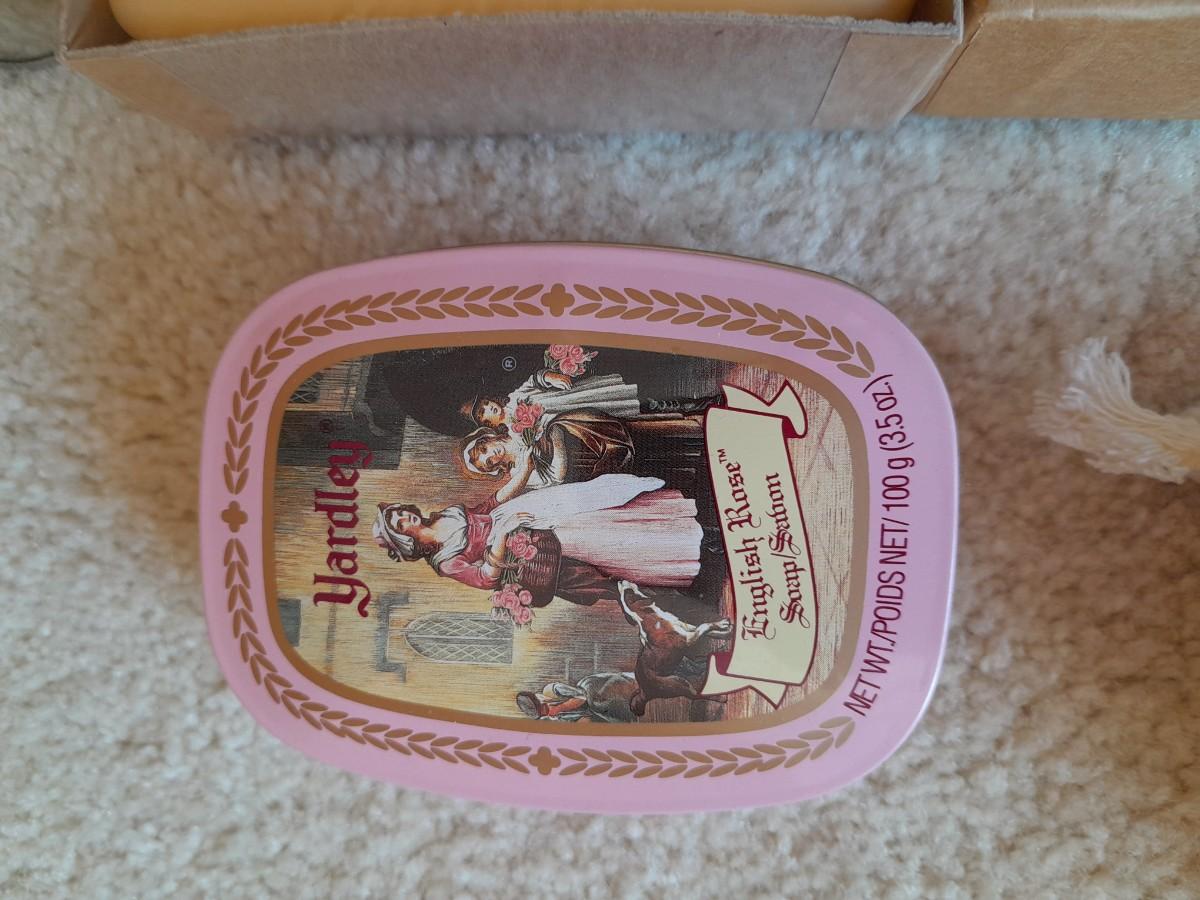 Yardley®
®
English Rose™
Soap/Savon
NET WT./POIDS NET/ 100 g (3.5 OZ.)